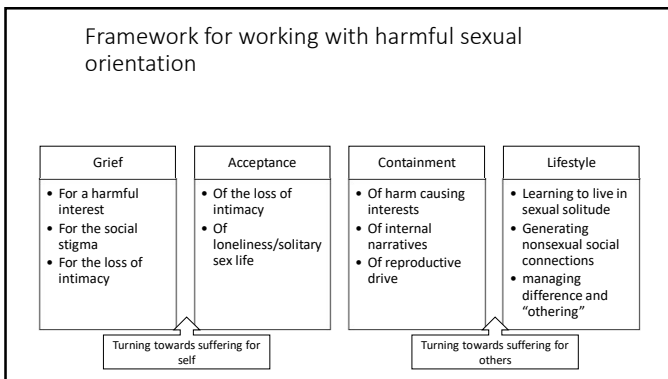 Framework for working with harmful sexual
orientation
Grief
• For a harmful
interest
• For the social
stigma
• For the loss of
intimacy
Acceptance
• Of the loss of
intimacy
• Of
loneliness/solitary
sex life
Turning towards suffering for
self
Containment
• Of harm causing
interests
• Of internal
narratives
• Of reproductive
drive
Lifestyle
• Learning to live in
sexual solitude
• Generating
nonsexual social
connections
• managing
difference and
“othering”
Turning towards suffering for
others